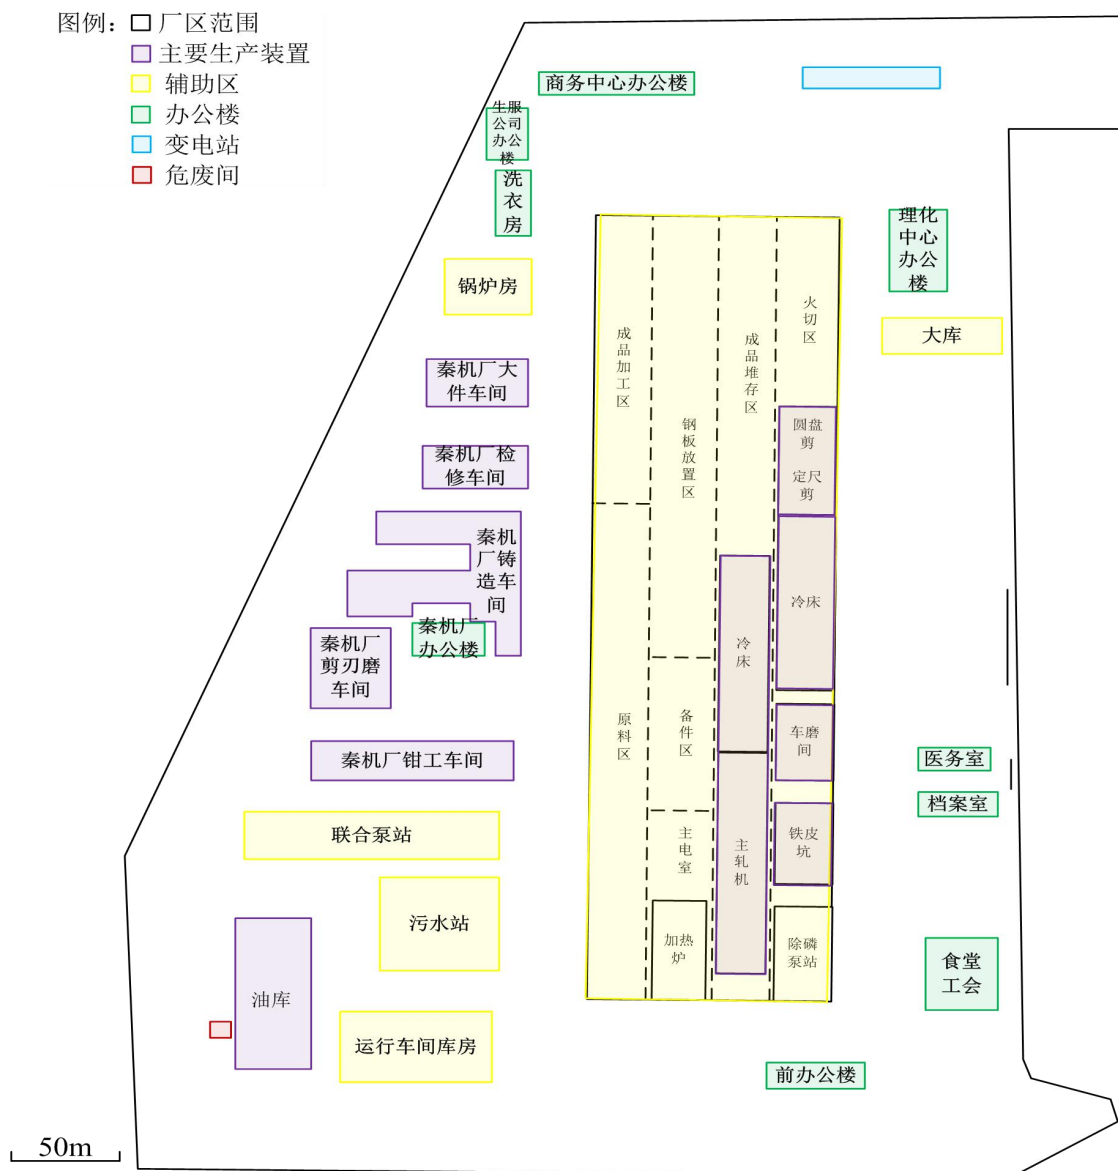 图例：
厂区范围
主要生产装置
辅助区
办公楼
变电站
危废间
商务中心办公楼
生服
公司
办公
楼
洗
衣
房
锅炉房
理化
中心
办公
楼
大库
秦机厂大
件车间
秦机厂检
修车间
秦机
厂铸
造车
间
秦机厂
办公楼
秦机厂
剪刃磨
车间
秦机厂钳工车间
联合泵站
污水站
油库
运行车间库房
成品加工区
钢板放置区
成品堆存区
火切区
圆盘
剪
定尺
剪
冷床
冷床
原料区
备件区
车磨
间
主电室
主轧机
铁皮
坑
加热
炉
除磷
泵站
医务室
档案室
食堂
工会
前办公楼
50m